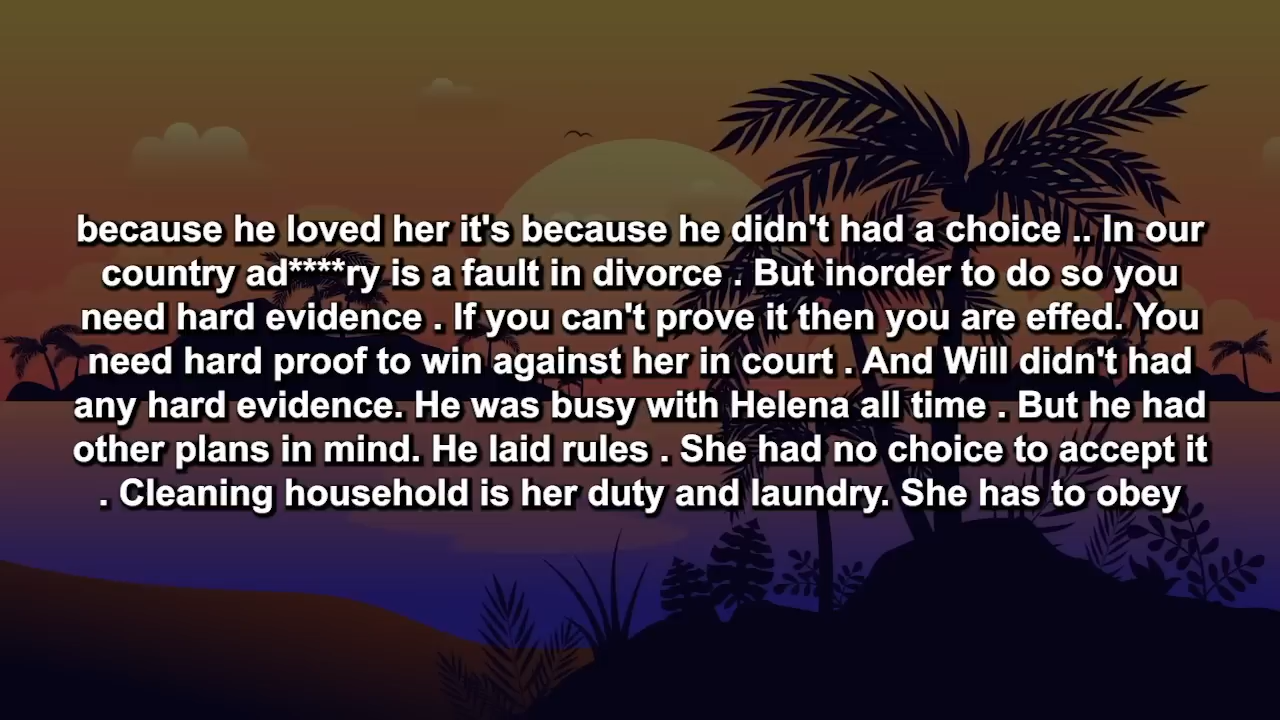 because he loved her it's because he didn't had a choice .. In our
country ad****ry is a fault in divorce . But inorder to do so you
need hard evidence . If you can't prove it then you are effed. You
need hard proof to win against her in court . And Will didn't had
any hard evidence. He was busy with Helena all time . But he had
other plans in mind. He laid rules . She had no choice to accept it
. Cleaning household is her duty and laundry. She has to obey